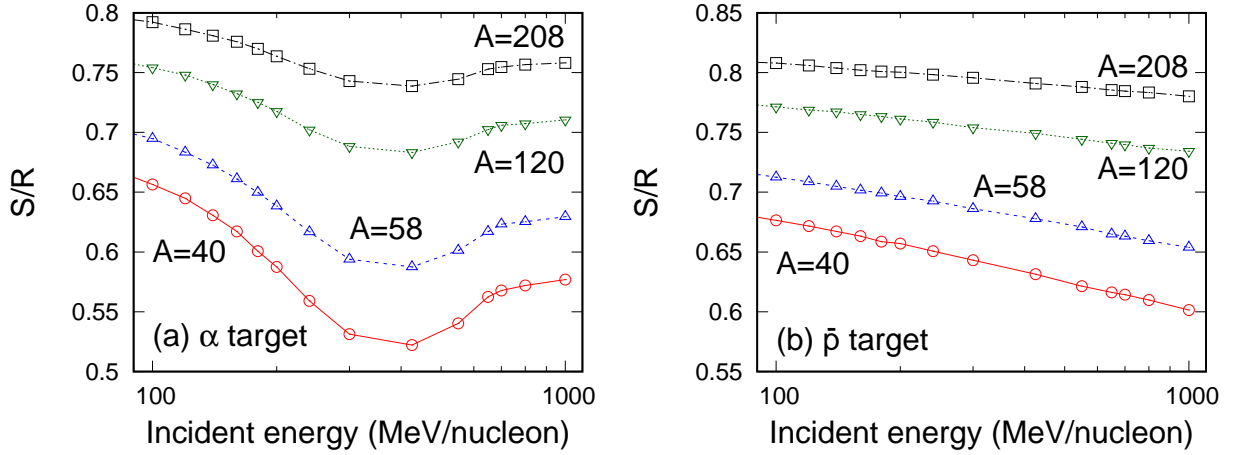 S/R
0.8
0.75
0.7
0.65
0.6
0.55
0.5
A=208
A=120
A=58
A=40
(a) α target
100
1000
Incident energy (MeV/nucleon)
S/R
0.85
0.8
0.75
0.7
0.65
0.6
0.55
A=208
A=120
A=58
A=40
(b) p̄ target
100
1000
Incident energy (MeV/nucleon)